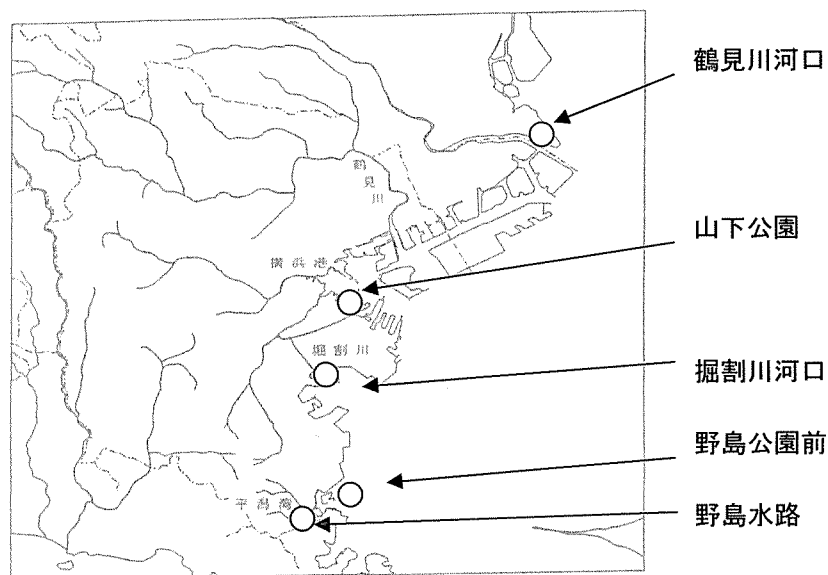 鶴見川河口
山下公園
掘割川河口
野島公園前
野島水路
鶴見川
横浜港
堀割川
平潟湾